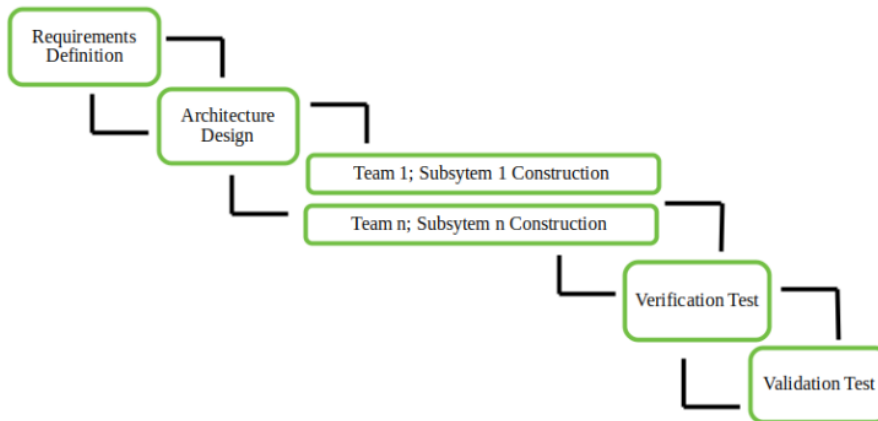 Requirements
Definition
Architecture
Design
Team 1; Subsytem 1 Construction
Team n; Subsytem n Construction
Verification Test
Validation Test